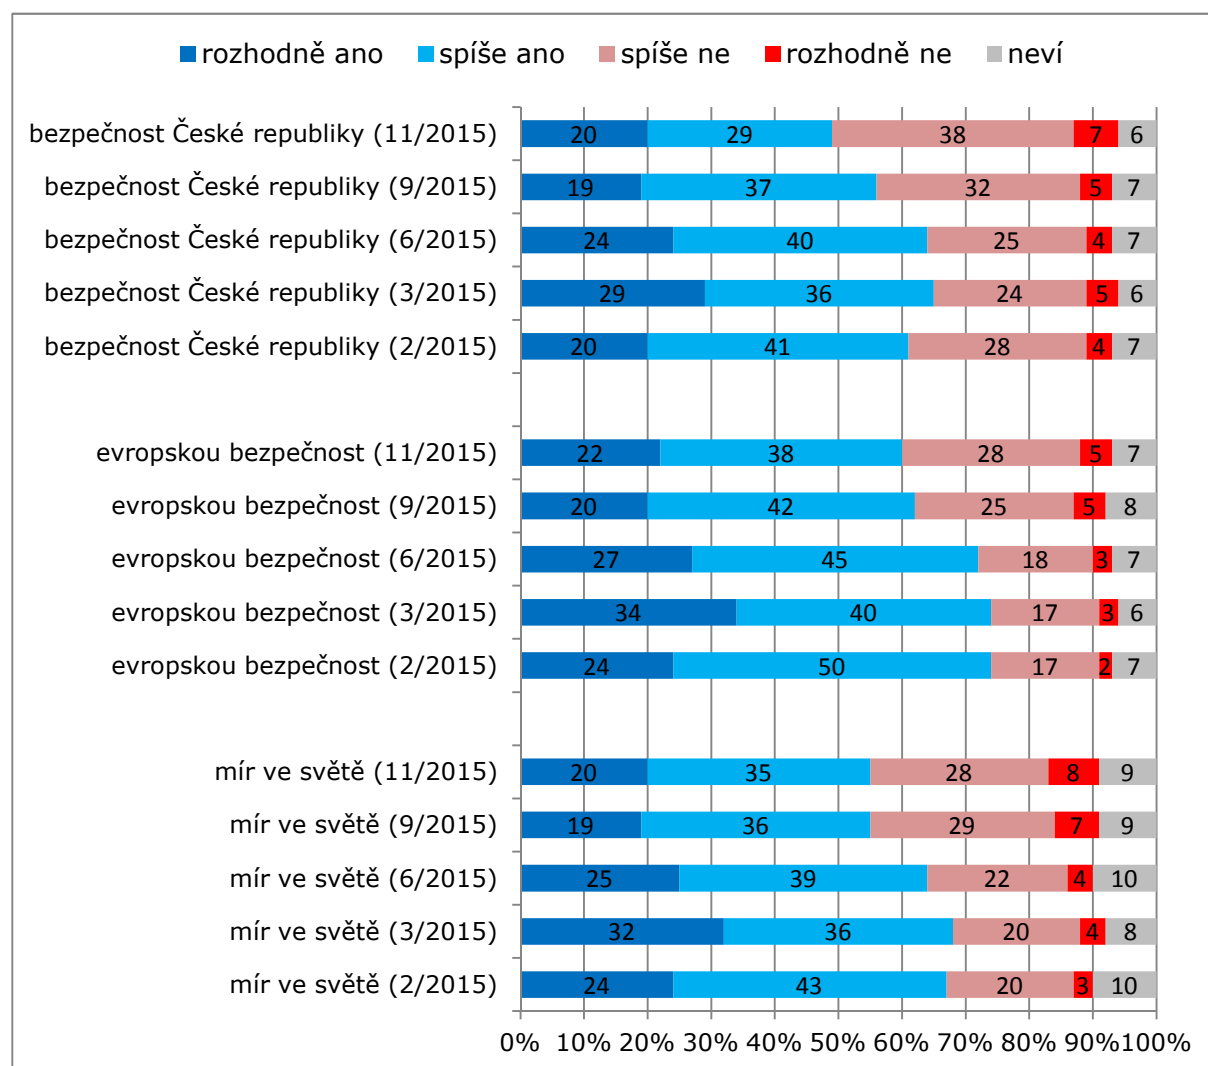 rozhodně ano spíše ano spíše ne rozhodně ne neví
bezpečnost České republiky (11/2015) 20 29 38 7 6
bezpečnost České republiky (9/2015) 19 37 32 5 7
bezpečnost České republiky (6/2015) 24 40 25 4 7
bezpečnost České republiky (3/2015) 29 36 24 5 6
bezpečnost České republiky (2/2015) 20 41 28 4 7
evropskou bezpečnost (11/2015) 22 38 28 5 7
evropskou bezpečnost (9/2015) 20 42 25 5 8
evropskou bezpečnost (6/2015) 27 45 18 3 7
evropskou bezpečnost (3/2015) 34 40 17 3 6
evropskou bezpečnost (2/2015) 24 50 17 2 7
mír ve světě (11/2015) 20 35 28 8 9
mír ve světě (9/2015) 19 36 29 7 9
mír ve světě (6/2015) 25 39 22 4 10
mír ve světě (3/2015) 32 36 20 4 8
mír ve světě (2/2015) 24 43 20 3 10
0% 10% 20% 30% 40% 50% 60% 70% 80% 90% 100%